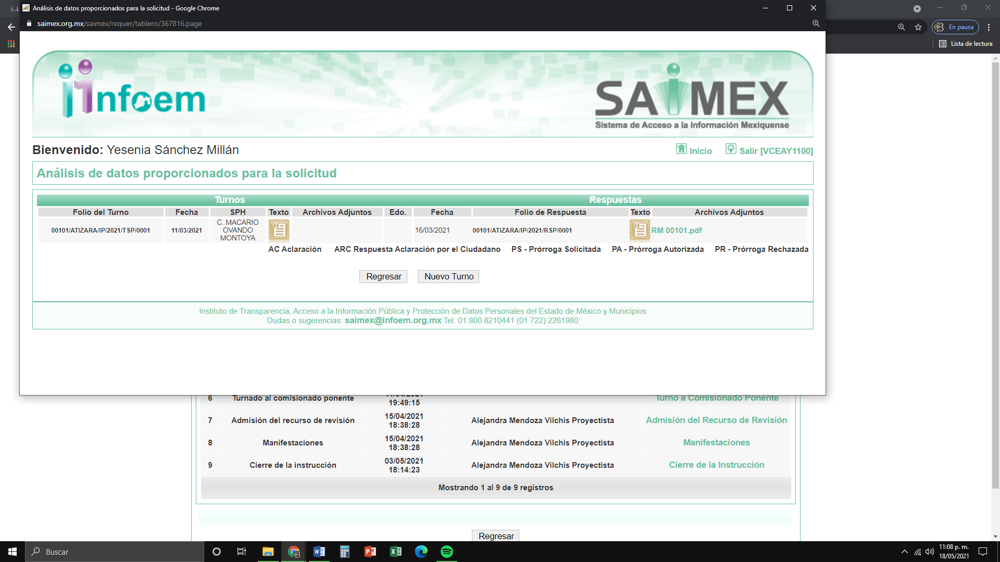 Análisis de datos proporcionados para la solicitud - Google Chrome
saimex.org.mx/saimex/requer/tablero/367816.page
En pausa
Lista de lectura
infoem
SAIMEX
Sistema de Acceso a la Información Mexiquense
Bienvenido: Yesenia Sánchez Millán
Inicio Salir [VCEAY1100]
Análisis de datos proporcionados para la solicitud
Turnos Respuestas
Folio del Turno Fecha SPH Texto Archivos Adjuntos Edo. Fecha Folio de Respuesta Texto Archivos Adjuntos
00101/ATIZARA/IP/2021/TSP/0001 11/03/2021 C. MACARIO OVANDO MONTOYA 16/03/2021 00101/ATIZARA/IP/2021/RSP/0001 RM 00101.pdf
AC Aclaración ARC Respuesta Aclaración por el Ciudadano PS - Prórroga Solicitada PA - Prórroga Autorizada PR - Prórroga Rechazada
Regresar Nuevo Turno
Instituto de Transparencia, Acceso a la Información Pública y Protección de Datos Personales del Estado de México y Municipios
Dudas o sugerencias: saimex@infoem.org.mx Tel. 01 800 8210441 (01 722) 2261980
6 Turnado al comisionado ponente 19:49:15 Turno a Comisionado Ponente
7 Admisión del recurso de revisión 15/04/2021 18:38:28 Alejandra Mendoza Vilchis Proyectista Admisión del Recurso de Revisión
8 Manifestaciones 15/04/2021 18:38:28 Alejandra Mendoza Vilchis Proyectista Manifestaciones
9 Cierre de la instrucción 03/05/2021 18:14:23 Alejandra Mendoza Vilchis Proyectista Cierre de la Instrucción
Mostrando 1 al 9 de 9 registros
Regresar
Buscar
11:08 p. m.
18/05/2021